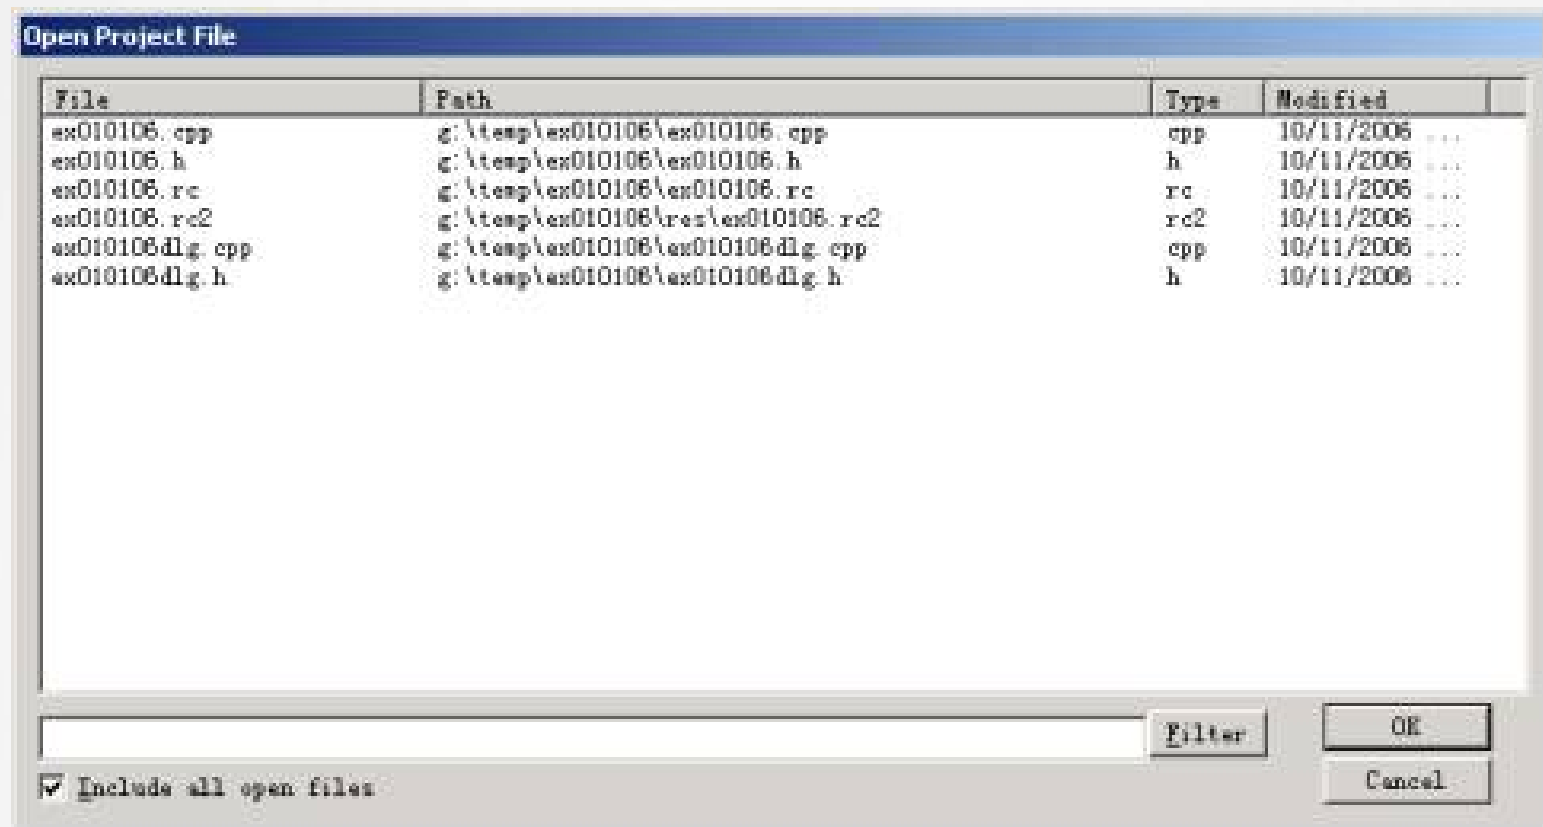 Open Project File
File Path Type Modified
ex010106.cpp g:\temp\ex010106\ex010106.cpp cpp 10/11/2006 ...
ex010106.h g:\temp\ex010106\ex010106.h h 10/11/2006 ...
ex010106.rc g:\temp\ex010106\ex010106.rc rc 10/11/2006 ...
ex010106.rc2 g:\temp\ex010106\res\ex010106.rc2 rc2 10/11/2006 ...
ex010106dlg.cpp g:\temp\ex010106\ex010106dlg.cpp cpp 10/11/2006 ...
ex010106dlg.h g:\temp\ex010106\ex010106dlg.h h 10/11/2006 ...
Filter OK
Include all open files Cancel